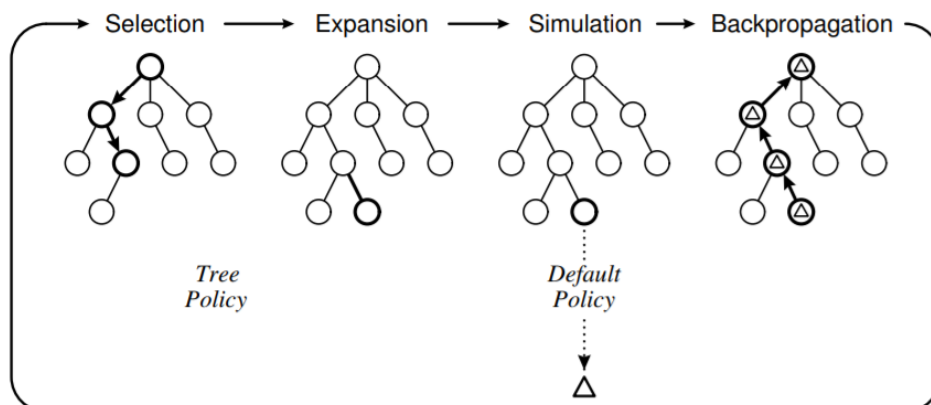 Selection Expansion Simulation Backpropagation
Tree Default
Policy Policy